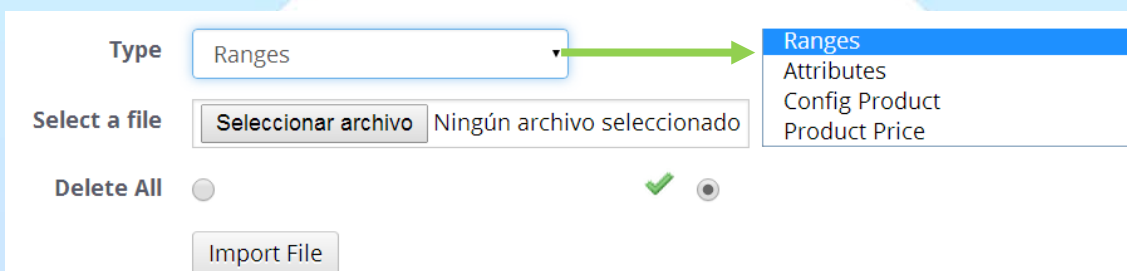 Type
Ranges
Ranges
Attributes
Config Product
Product Price
Select a file
Seleccionar archivo Ningún archivo seleccionado
Delete All
Import File